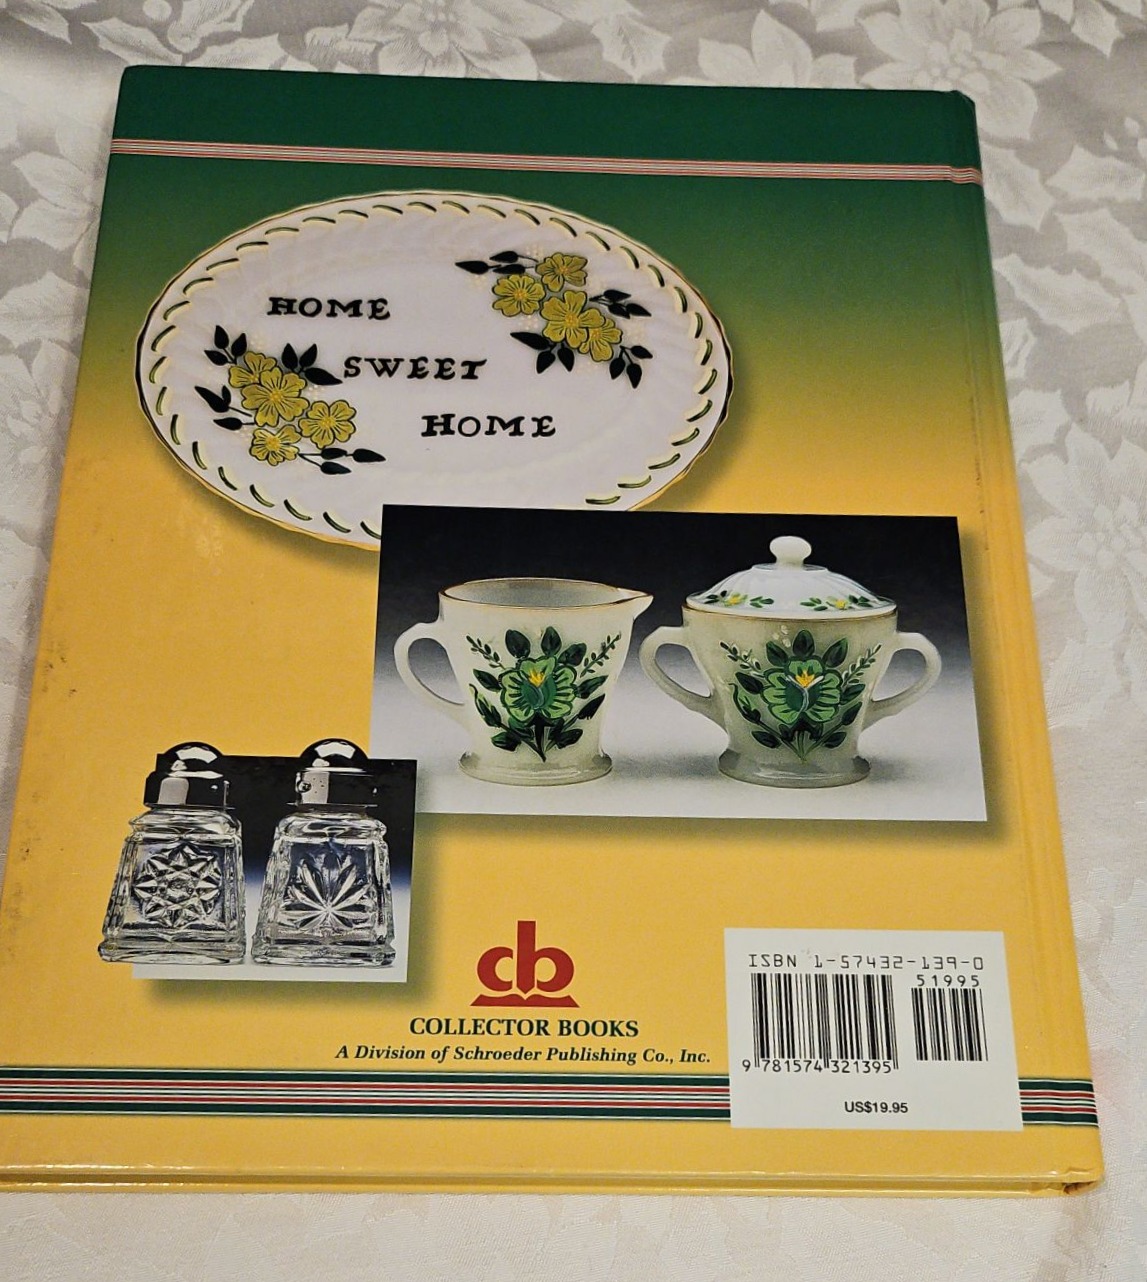 HOME
SWEET
HOME
cb
COLLECTOR BOOKS
A Division of Schroeder Publishing Co., Inc.
ISBN 1-57432-139-0
51995
9 781574 321395
US$19.95